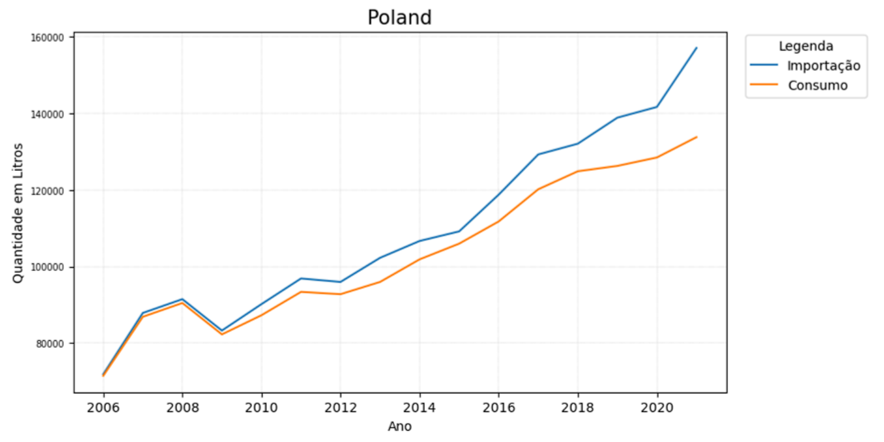 Poland
Legenda
Importação
Consumo
Quantidade em Litros
160000
140000
120000
100000
80000
2006 2008 2010 2012 2014 2016 2018 2020
Ano